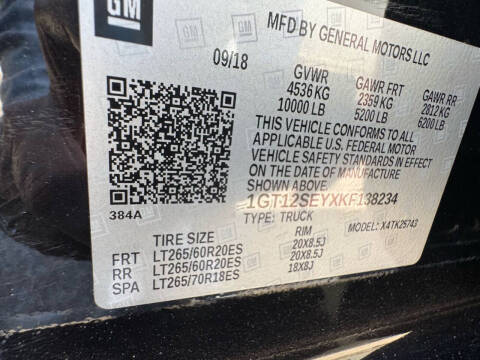 GM
GM
MFD BY GENERAL MOTORS LLC
09/18
GVWR GAWR FRT GAWR RR
4536 KG 2359 KG 2812 KG
10000 LB 5200 LB 6200 LB
THIS VEHICLE CONFORMS TO ALL
APPLICABLE U.S. FEDERAL MOTOR
VEHICLE SAFETY STANDARDS IN EFFECT
ON THE DATE OF MANUFACTURE
SHOWN ABOVE.
1GT12SEYXKF138234
TYPE: TRUCK MODEL: X4TK25743
384A
TIRE SIZE RIM
FRT LT265/60R20ES 20X8.5J
RR LT265/60R20ES 20X8.5J
SPA LT265/70R18ES 18X8J